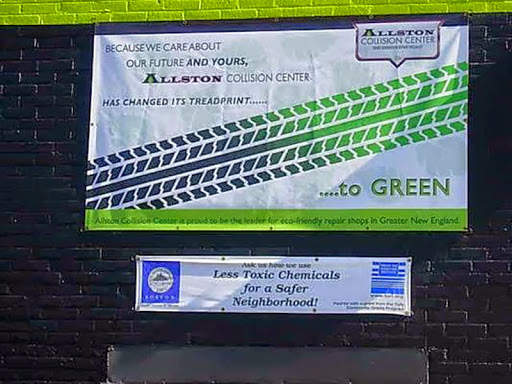 BECAUSE WE CARE ABOUT
OUR FUTURE AND YOURS,
ALLSTON COLLISION CENTER
HAS CHANGED ITS TREADPRINT......
ALLSTON
COLLISION CENTER
....to GREEN
Allston Collision Center is proud to be the leader for eco-friendly repair shops in Greater New England.
Ask us how we use
Less Toxic Chemicals
for a Safer
Neighborhood!
BOSTON